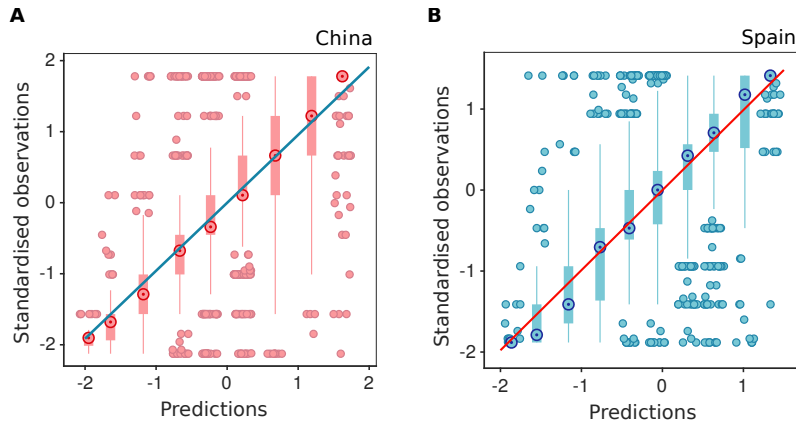 A
China
Standardised observations
2
1
0
-1
-2
-2
-1
0
1
2
Predictions
B
Spain
Standardised observations
1
0
-1
-2
-2
-1
0
1
Predictions